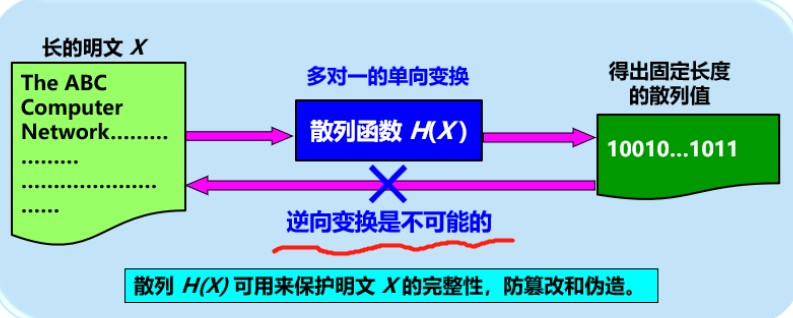 长的明文 X
The ABC
Computer
Network.........
.........
.....................
......
多对一的单向变换
散列函数 H(X)
得出固定长度
的散列值
10010...1011
逆向变换是不可能的
散列 H(X) 可用来保护明文 X 的完整性，防篡改和伪造。